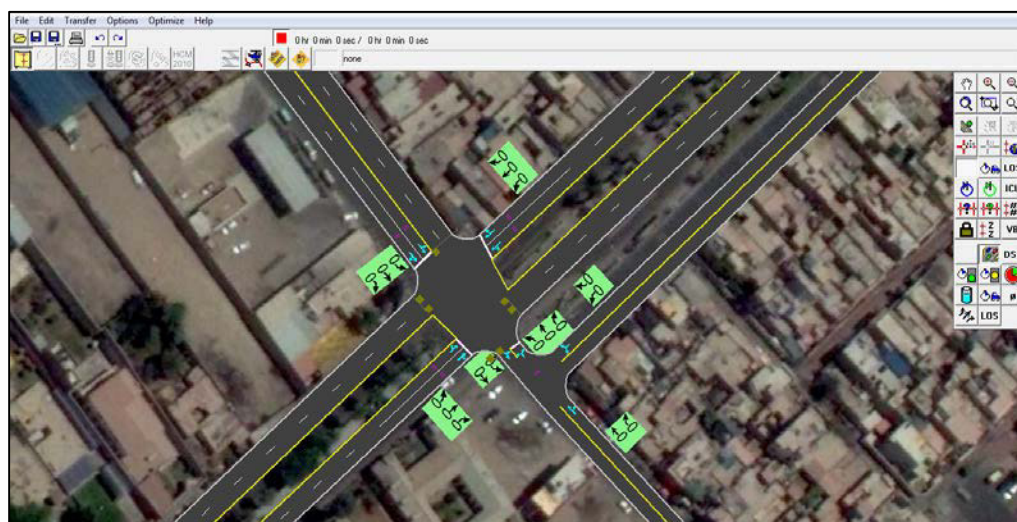 File Edit Transfer Options Optimize Help
0 hr 0 min 0 sec / 0 hr 0 min 0 sec
HCM
2010
none
LOS
ICU
VE
DS
LOS